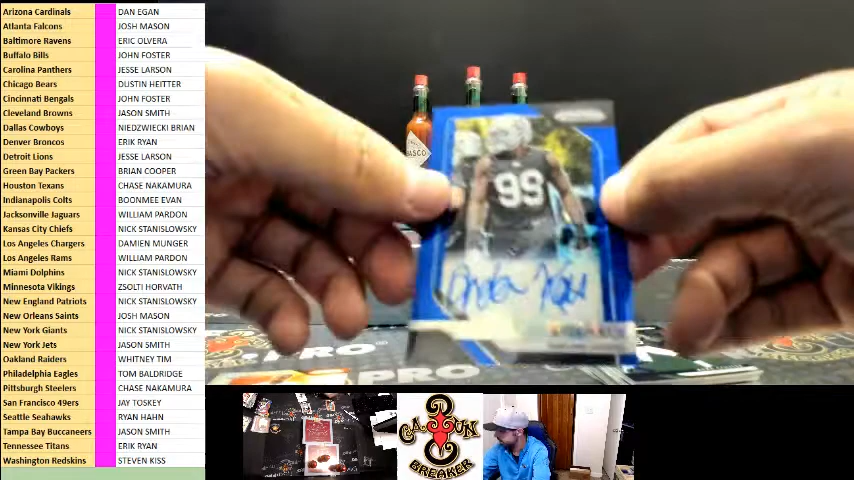 Arizona Cardinals DAN EGAN
Atlanta Falcons JOSH MASON
Baltimore Ravens ERIC OLVERA
Buffalo Bills JOHN FOSTER
Carolina Panthers JESSE LARSON
Chicago Bears DUSTIN HEITTER
Cincinnati Bengals JOHN FOSTER
Cleveland Browns JASON SMITH
Dallas Cowboys NIEDZWIECKI BRIAN
Denver Broncos ERIK RYAN
Detroit Lions JESSE LARSON
Green Bay Packers BRIAN COOPER
Houston Texans CHASE NAKAMURA
Indianapolis Colts BOONMEE EVAN
Jacksonville Jaguars WILLIAM PARDON
Kansas City Chiefs NICK STANISLOWSKY
Los Angeles Chargers DAMIEN MUNGER
Los Angeles Rams WILLIAM PARDON
Miami Dolphins NICK STANISLOWSKY
Minnesota Vikings ZSOLTI HORVATH
New England Patriots NICK STANISLOWSKY
New Orleans Saints JOSH MASON
New York Giants NICK STANISLOWSKY
New York Jets JASON SMITH
Oakland Raiders WHITNEY TIM
Philadelphia Eagles TOM BALDRIDGE
Pittsburgh Steelers CHASE NAKAMURA
San Francisco 49ers JAY TOSKEY
Seattle Seahawks RYAN HAHN
Tampa Bay Buccaneers JASON SMITH
Tennessee Titans ERIK RYAN
Washington Redskins STEVEN KISS
99
PRO
CAJUN
BREAKER